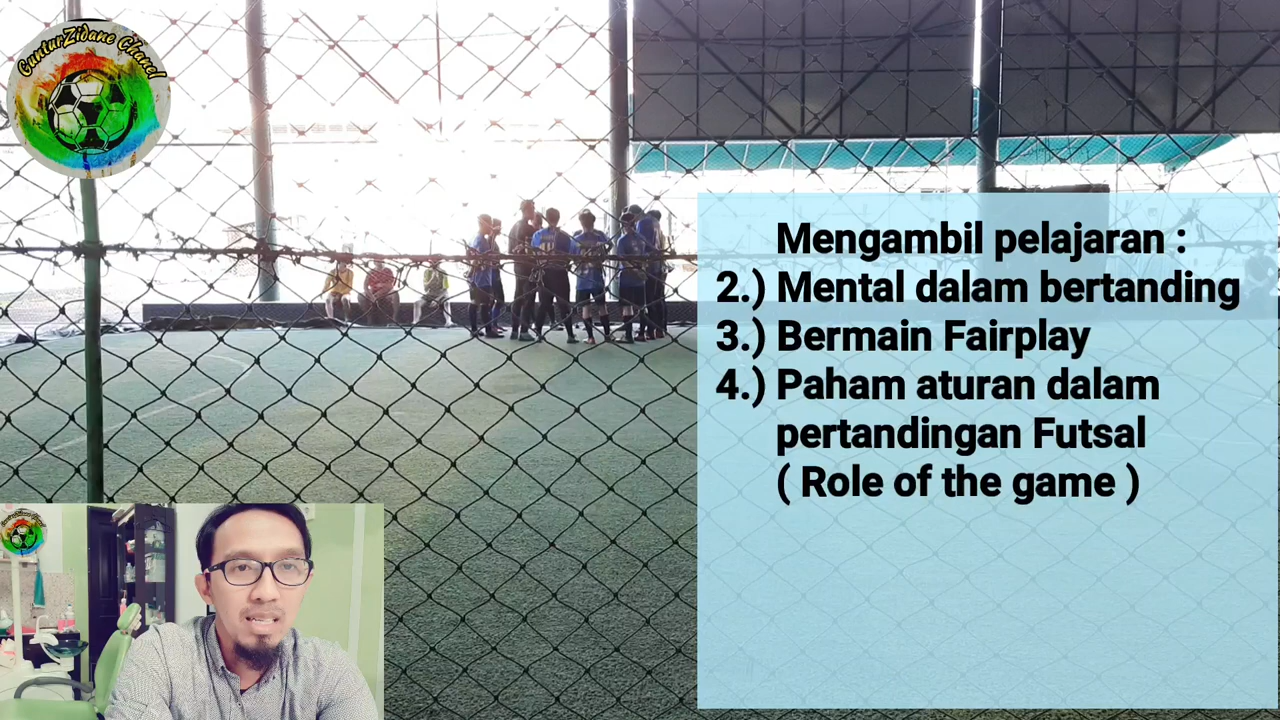 GunturZidane Chanel
Mengambil pelajaran :
2.) Mental dalam bertanding
3.) Bermain Fairplay
4.) Paham aturan dalam
pertandingan Futsal
( Role of the game )